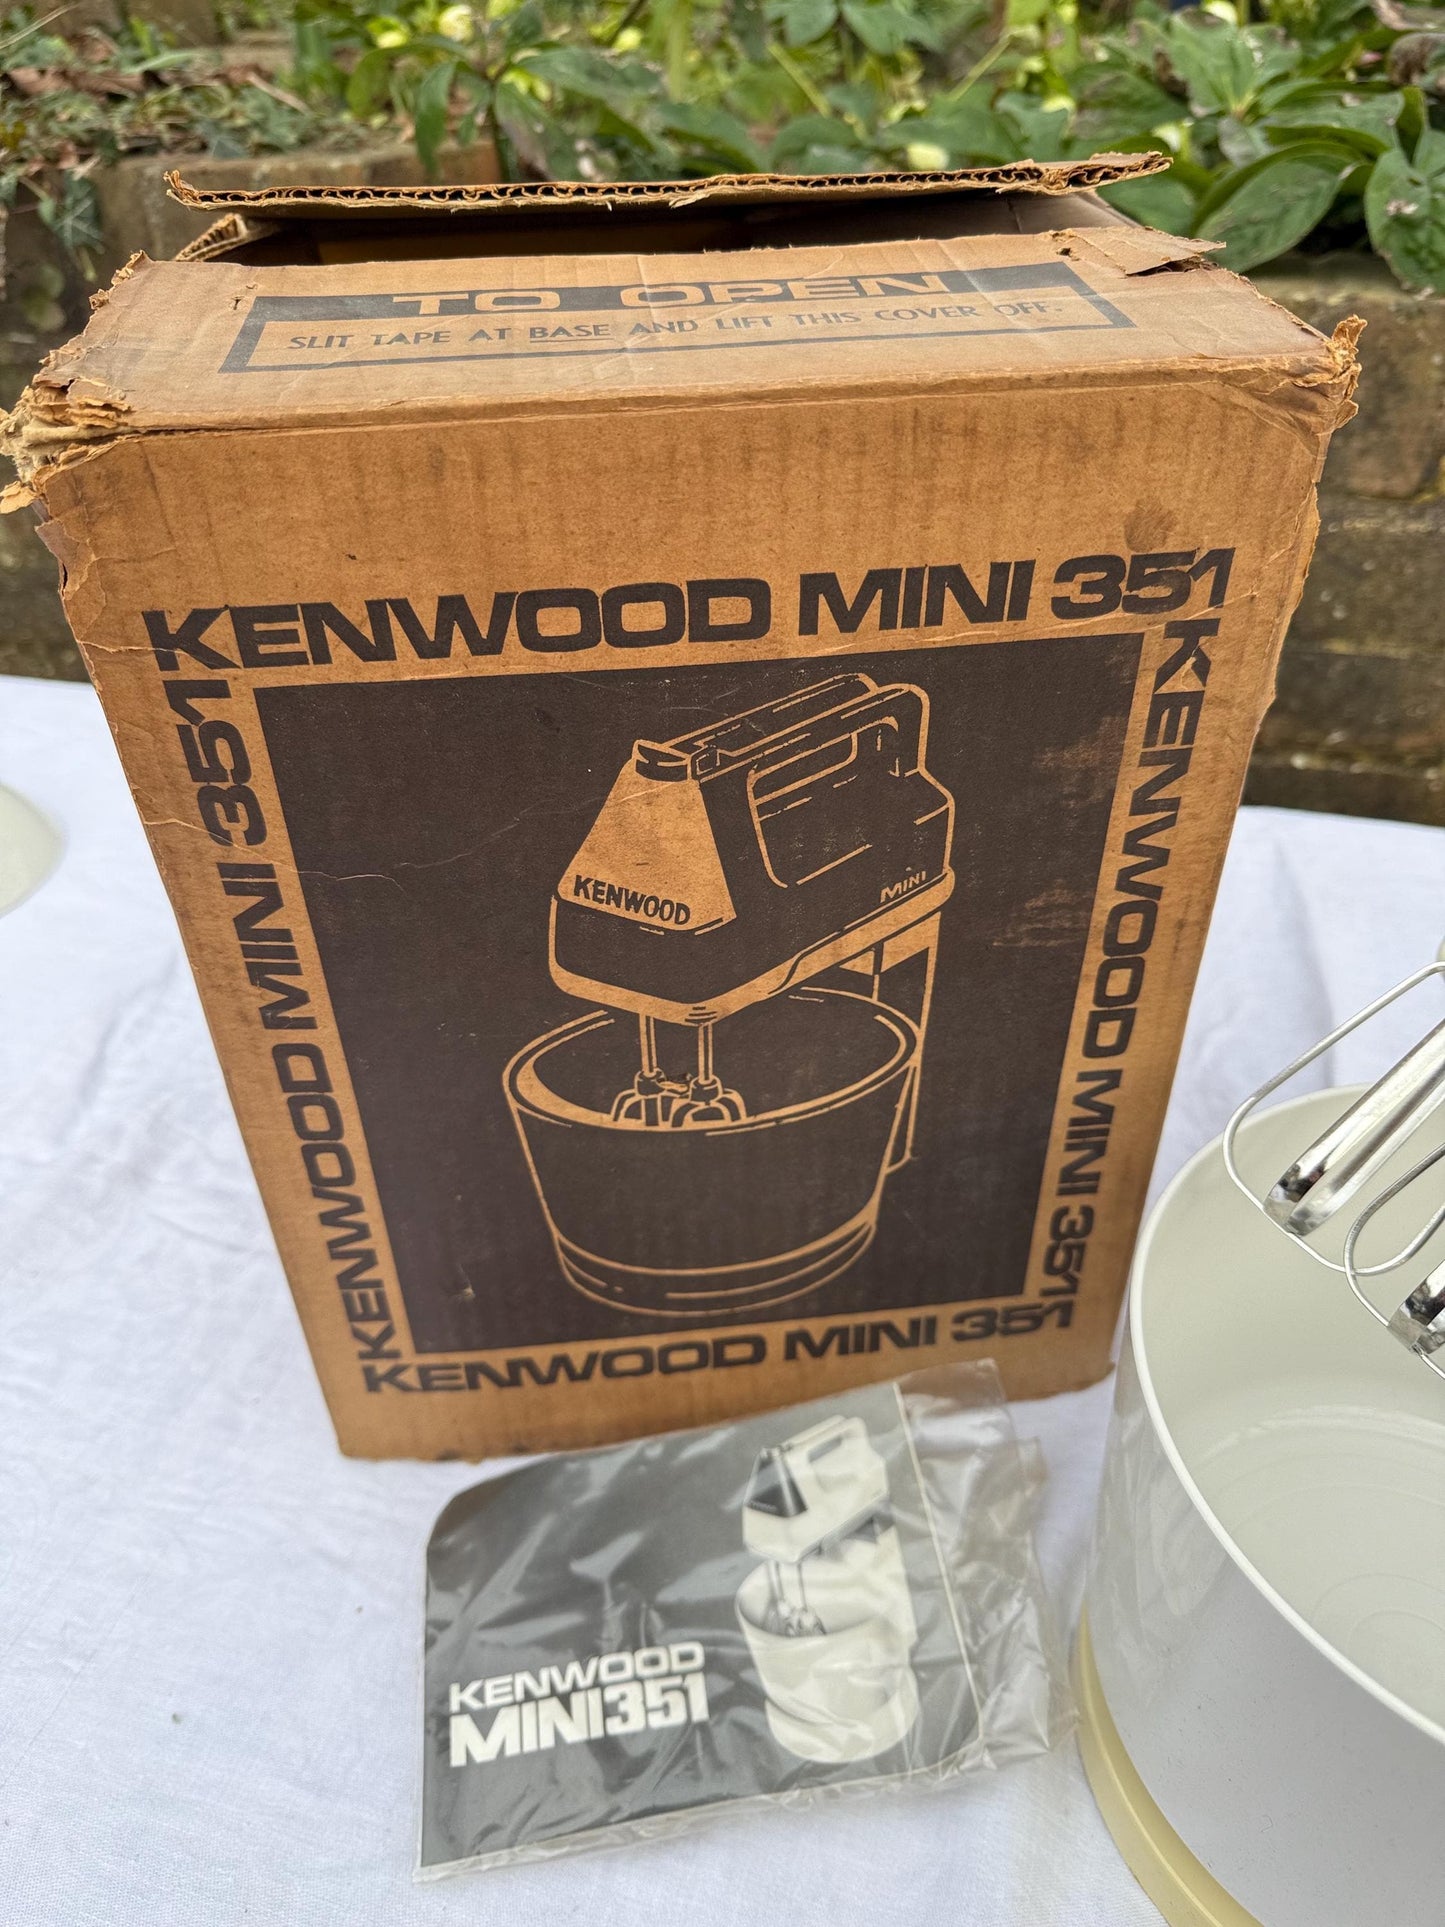 TO OPEN
SLIT TAPE AT BASE AND LIFT THIS COVER OFF.
KENWOOD MINI 351
KENWOOD MINI 351
KENWOOD MINI 351
KENWOOD
MINI
KENWOOD MINI 351
KENWOOD
MINI351